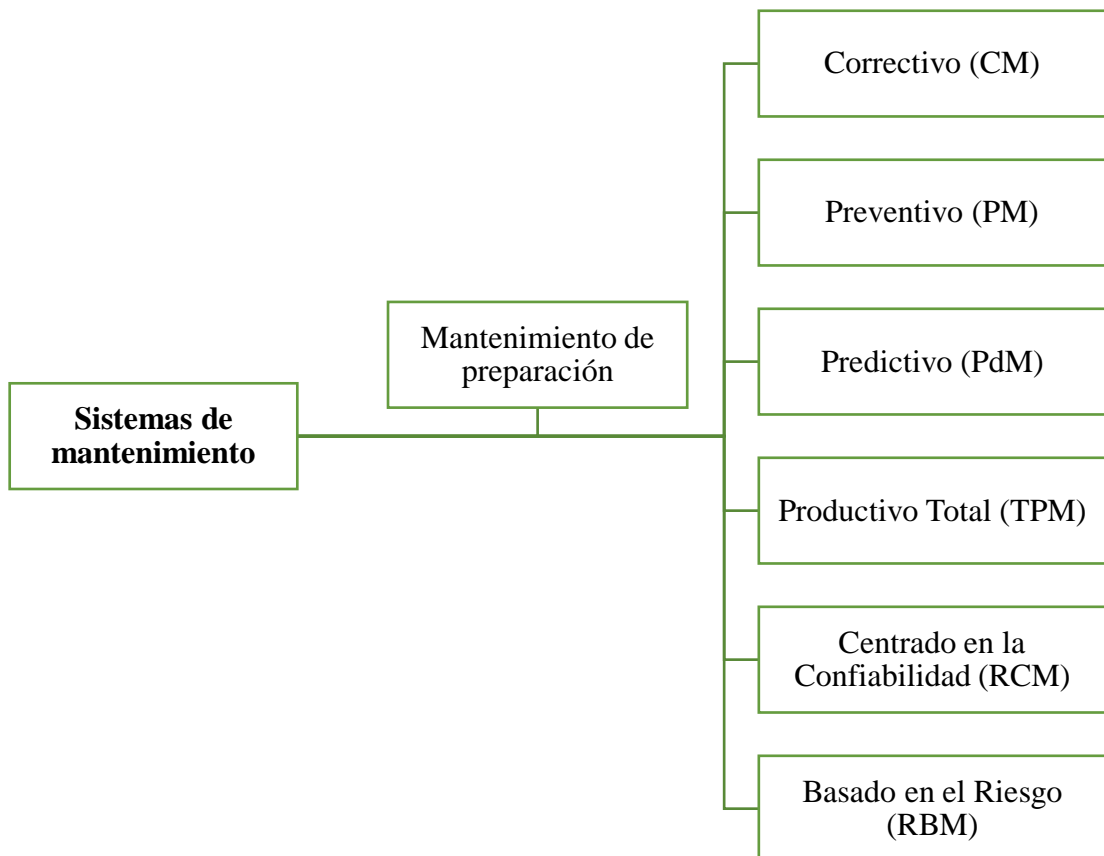 Sistemas de
mantenimiento
Mantenimiento de
preparación
Correctivo (CM)
Preventivo (PM)
Predictivo (PdM)
Productivo Total (TPM)
Centrado en la
Confiabilidad (RCM)
Basado en el Riesgo
(RBM)